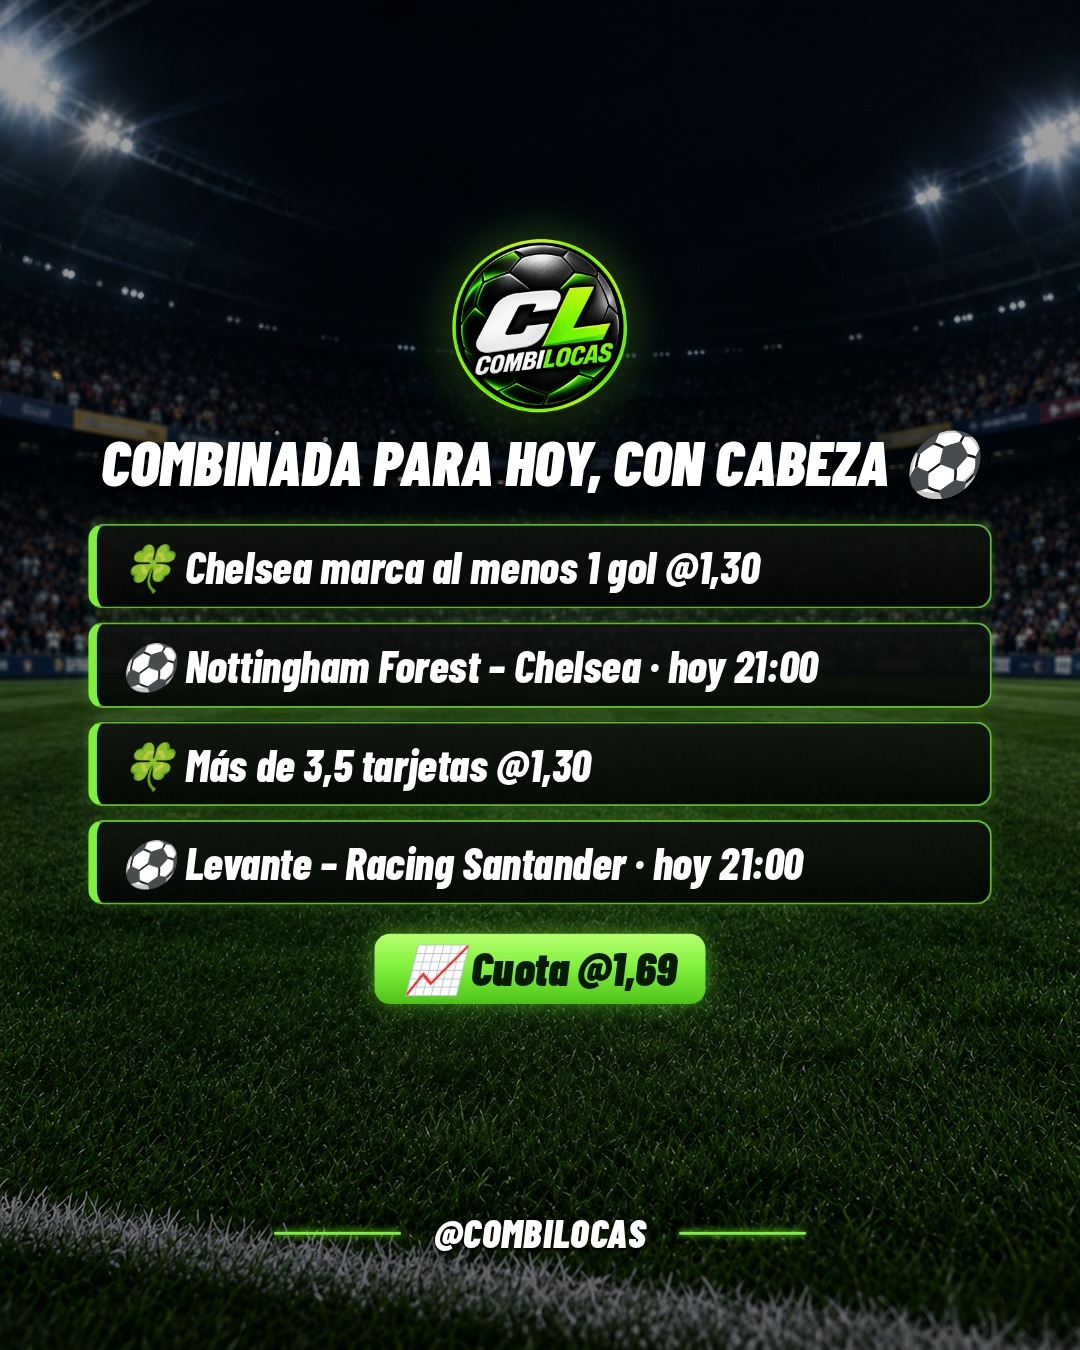 CL
COMBILOCAS
COMBINADA PARA HOY, CON CABEZA ⚽
🍀 Chelsea marca al menos 1 gol @1,30
⚽ Nottingham Forest – Chelsea · hoy 21:00
🍀 Más de 3,5 tarjetas @1,30
⚽ Levante – Racing Santander · hoy 21:00
📈 Cuota @1,69
@COMBILOCAS